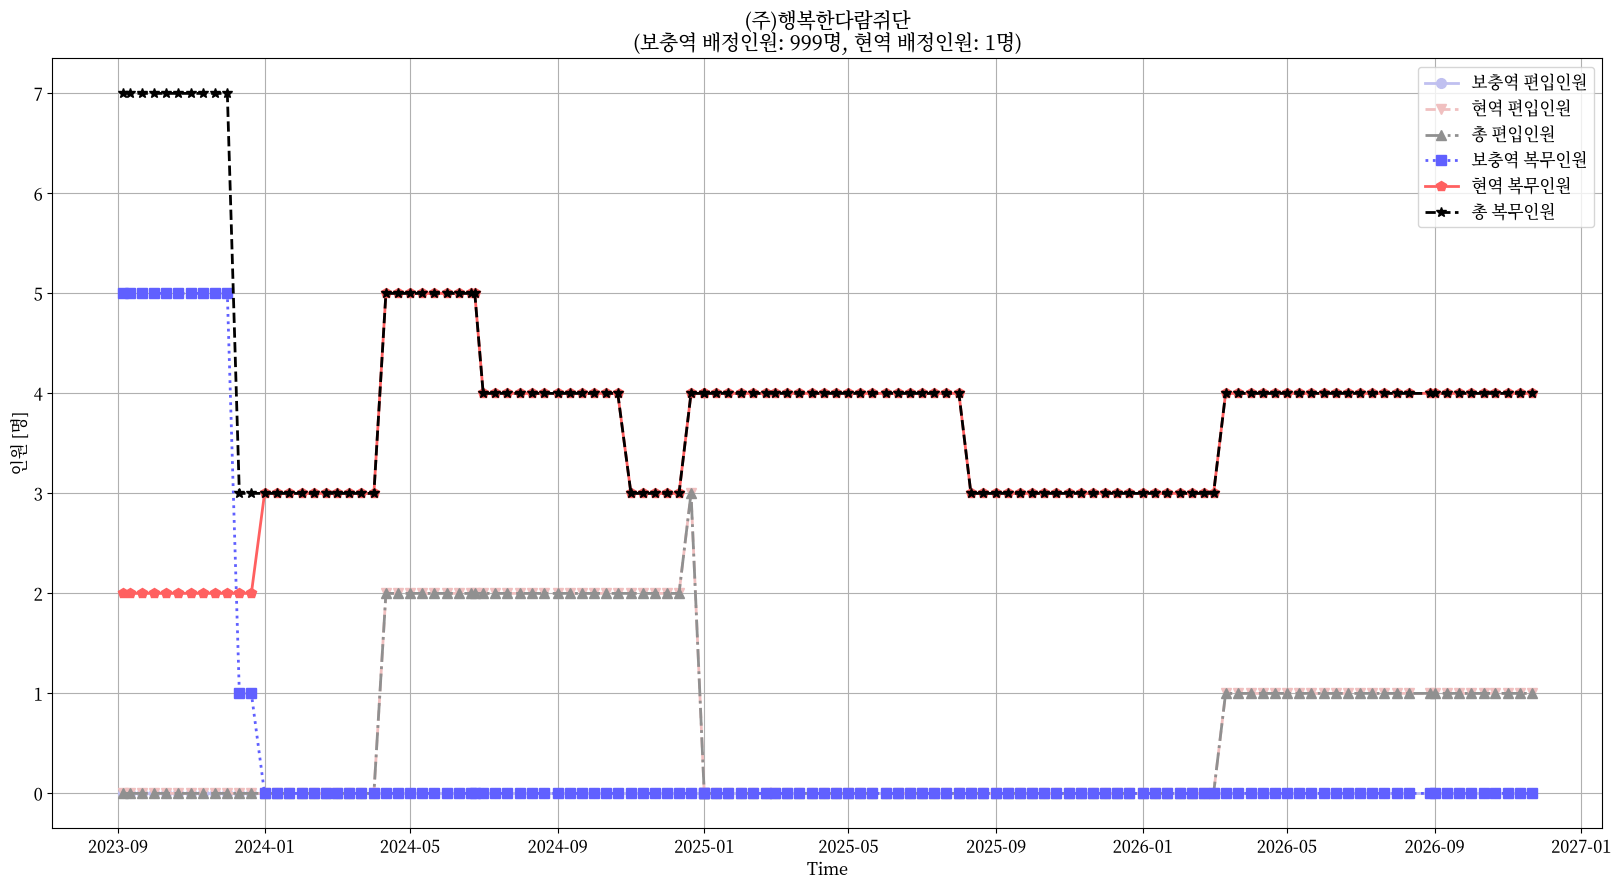 (주)행복한다람쥐단
(보충역 배정인원: 999명, 현역 배정인원: 1명)
보충역 편입인원
현역 편입인원
총 편입인원
보충역 복무인원
현역 복무인원
총 복무인원
인원 [명]
7
6
5
4
3
2
1
0
2023-09 2024-01 2024-05 2024-09 2025-01 2025-05 2025-09 2026-01 2026-05 2026-09 2027-01
Time